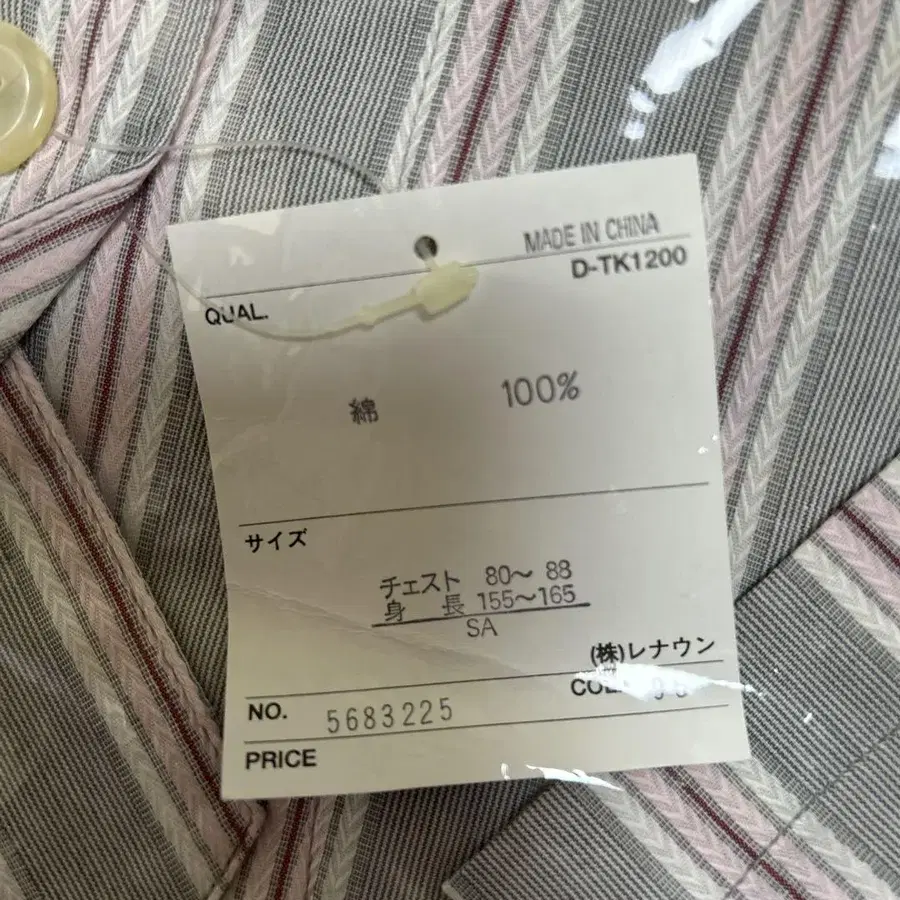 MADE IN CHINA
D-TK1200
QUAL.
綿 100%
サイズ
チェスト 80〜 88
身 長 155〜165
SA
(株)レナウン
NO. 5683225
PRICE